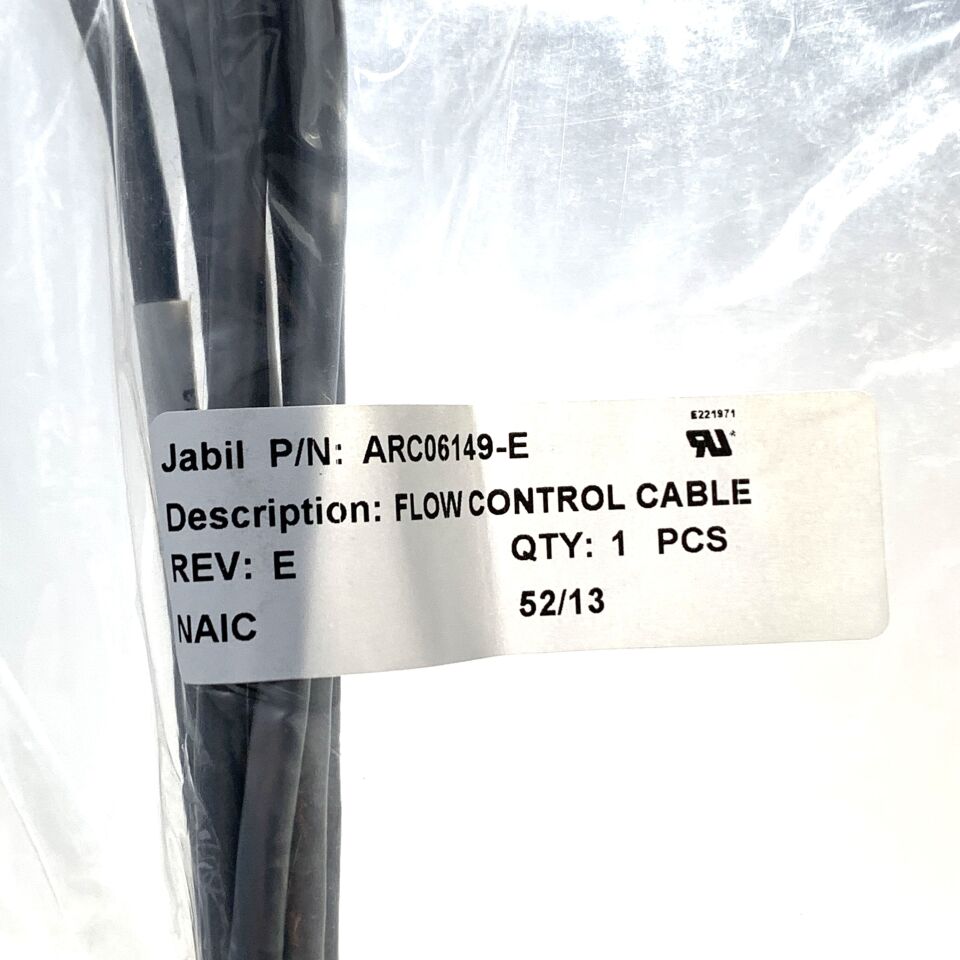 E221971
Jabil P/N: ARC06149-E
Description: FLOW CONTROL CABLE
REV: E QTY: 1 PCS
NAIC 52/13